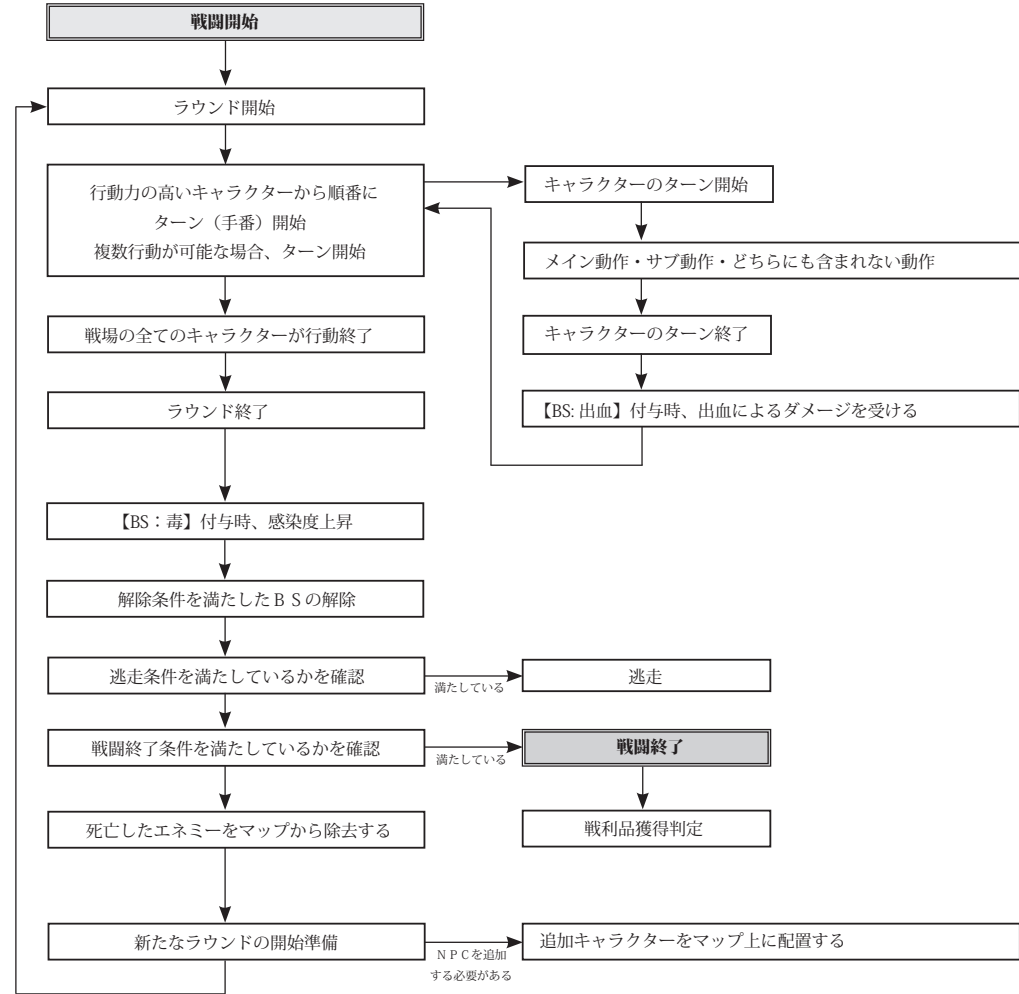 戦闘開始
ラウンド開始
行動力の高いキャラクターから順番に
ターン（手番）開始
複数行動が可能な場合、ターン開始
キャラクターのターン開始
メイン動作・サブ動作・どちらにも含まれない動作
キャラクターのターン終了
【BS: 出血】付与時、出血によるダメージを受ける
戦場の全てのキャラクターが行動終了
ラウンド終了
【BS：毒】付与時、感染度上昇
解除条件を満たしたＢＳの解除
逃走条件を満たしているかを確認
満たしている
逃走
戦闘終了条件を満たしているかを確認
満たしている
戦闘終了
戦利品獲得判定
死亡したエネミーをマップから除去する
新たなラウンドの開始準備
ＮＰＣを追加
する必要がある
追加キャラクターをマップ上に配置する